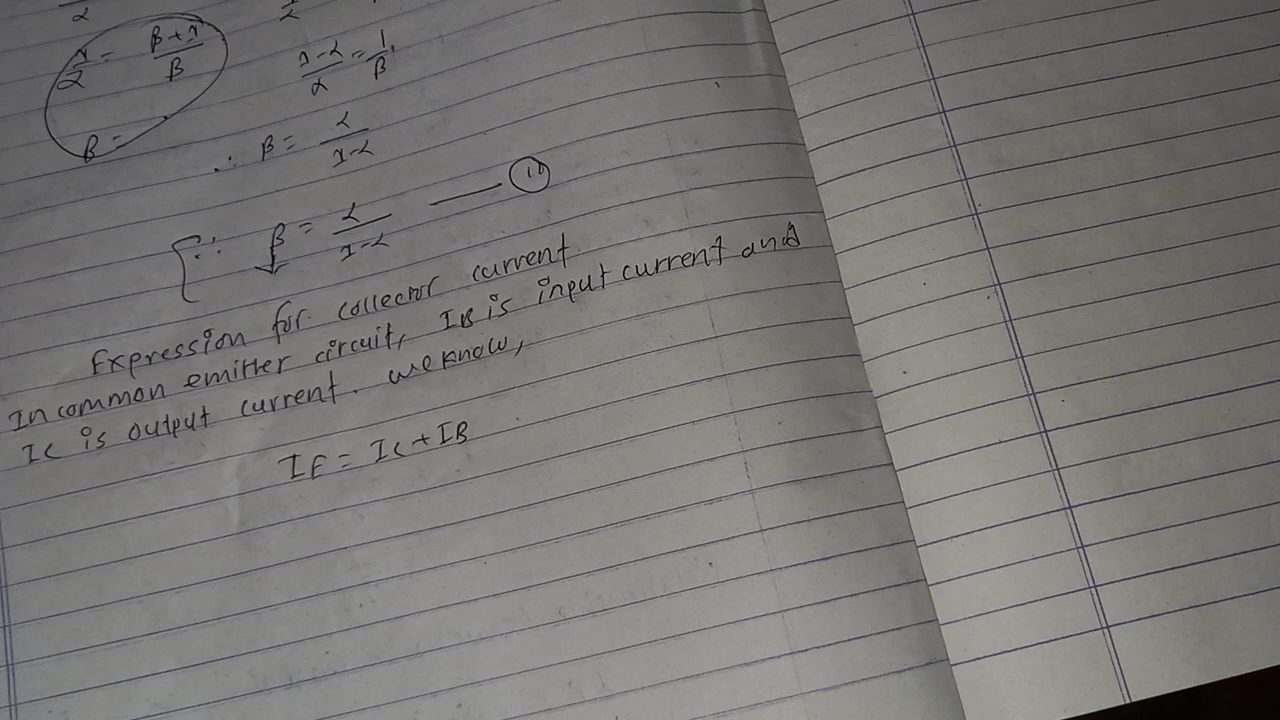 α α
1/α = β+1/β
1-α/α = 1/β
β =
∴ β = α/1-α
∵ β = α/1-α
Expression for collector current
In common emitter circuit, IB is input current and
IC is output current. we know,
IE = IC + IB